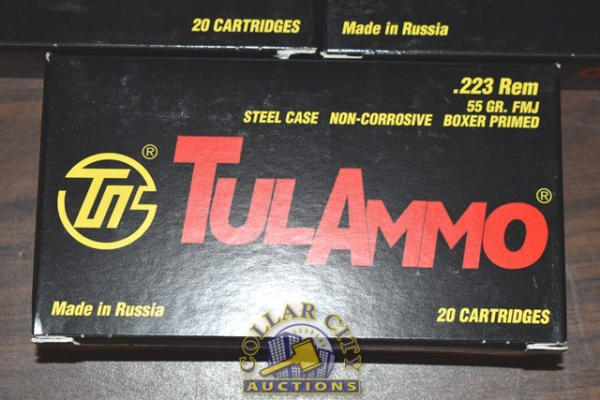 20 CARTRIDGES
Made in Russia
.223 Rem
55 GR. FMJ
STEEL CASE NON-CORROSIVE BOXER PRIMED
®
TULAMMO®
Made in Russia
20 CARTRIDGES
COLLAR CITY
AUCTIONS